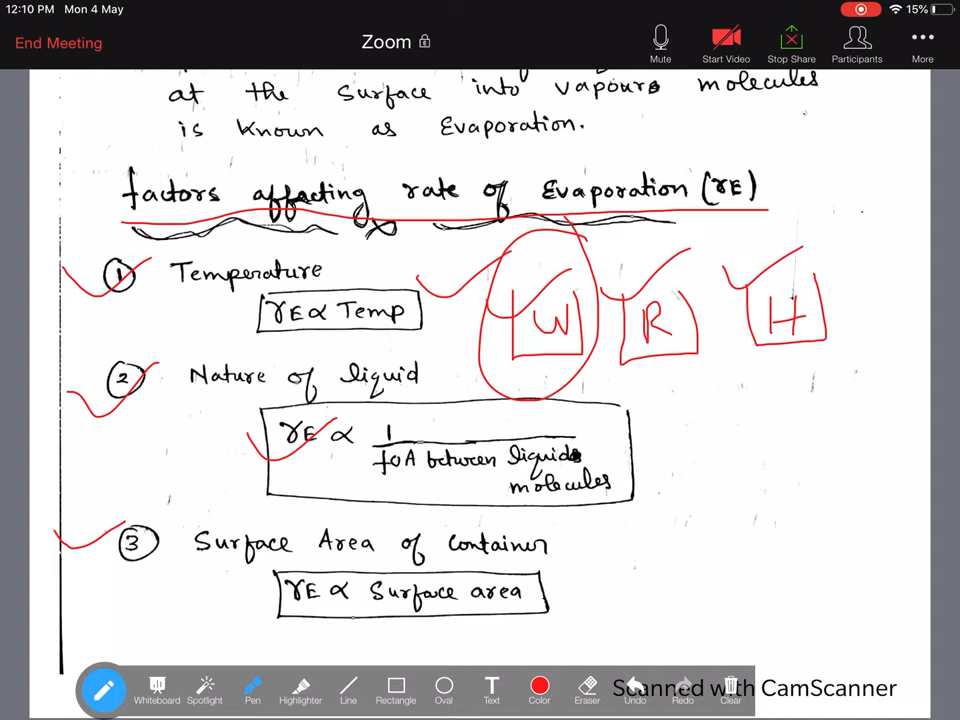 12:10 PM Mon 4 May
15%
End Meeting
Zoom
Mute
Start Video
Stop Share
Participants
More
at the surface into vapours molecules
is known as Evaporation.
factors affecting rate of Evaporation (rE)
① Temperature
rE ∝ Temp
W R H
② Nature of liquid
rE ∝ 1
foA between liquids
molecules
③ Surface Area of Container
rE ∝ Surface area
Whiteboard
Spotlight
Pen
Highlighter
Line
Rectangle
Oval
Text
Color
Eraser
Undo
Redo
Clear
Scanned with CamScanner